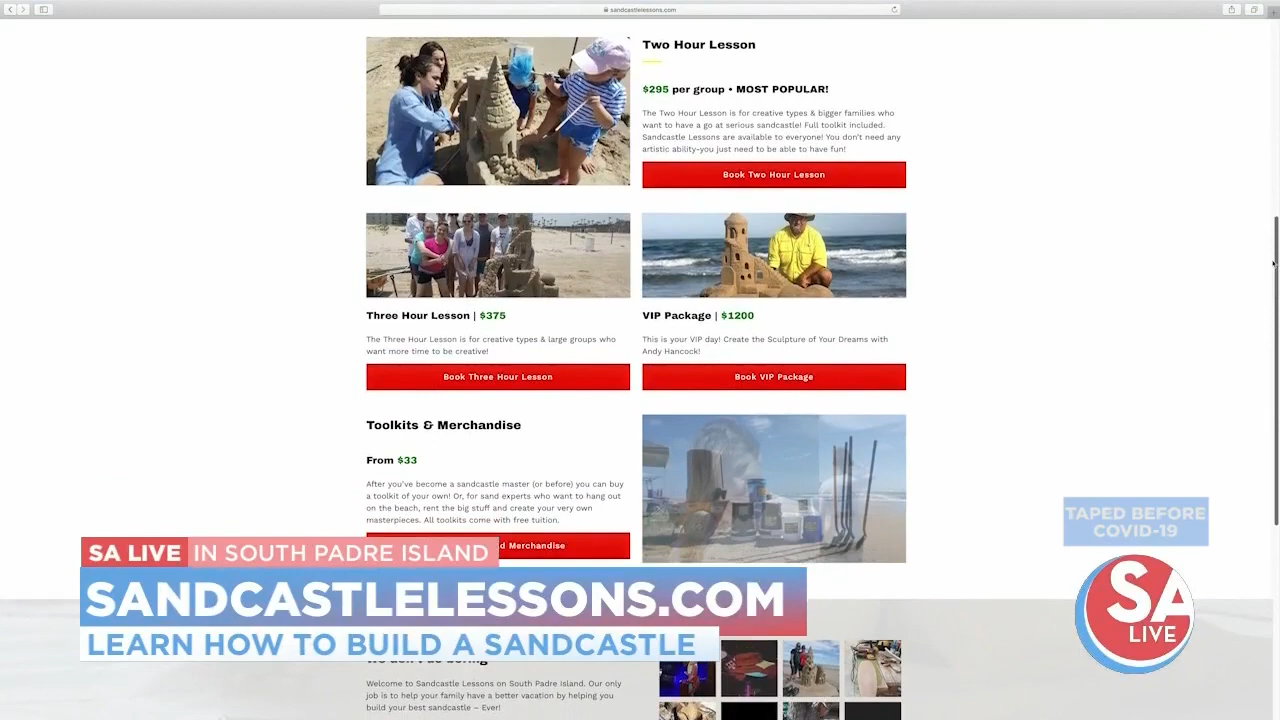 sandcastlelessons.com
Two Hour Lesson
$295 per group • MOST POPULAR!
The Two Hour Lesson is for creative types & bigger families who
want to have a go at serious sandcastle! Full toolkit included.
Sandcastle Lessons are available to everyone! You don't need any
artistic ability-you just need to be able to have fun!
Book Two Hour Lesson
Three Hour Lesson | $375
The Three Hour Lesson is for creative types & large groups who
want more time to be creative!
Book Three Hour Lesson
VIP Package | $1200
This is your VIP day! Create the Sculpture of Your Dreams with
Andy Hancock!
Book VIP Package
Toolkits & Merchandise
From $33
After you've become a sandcastle master (or before) you can buy
a toolkit of your own! Or, for sand experts who want to hang out
on the beach, rent the big stuff and create your very own
masterpieces. All toolkits come with free tuition.
Merchandise
TAPED BEFORE
COVID-19
SA LIVE IN SOUTH PADRE ISLAND
SANDCASTLELESSONS.COM
LEARN HOW TO BUILD A SANDCASTLE
SA
LIVE
Welcome to Sandcastle Lessons on South Padre Island. Our only
job is to help your family have a better vacation by helping you
build your best sandcastle – Ever!